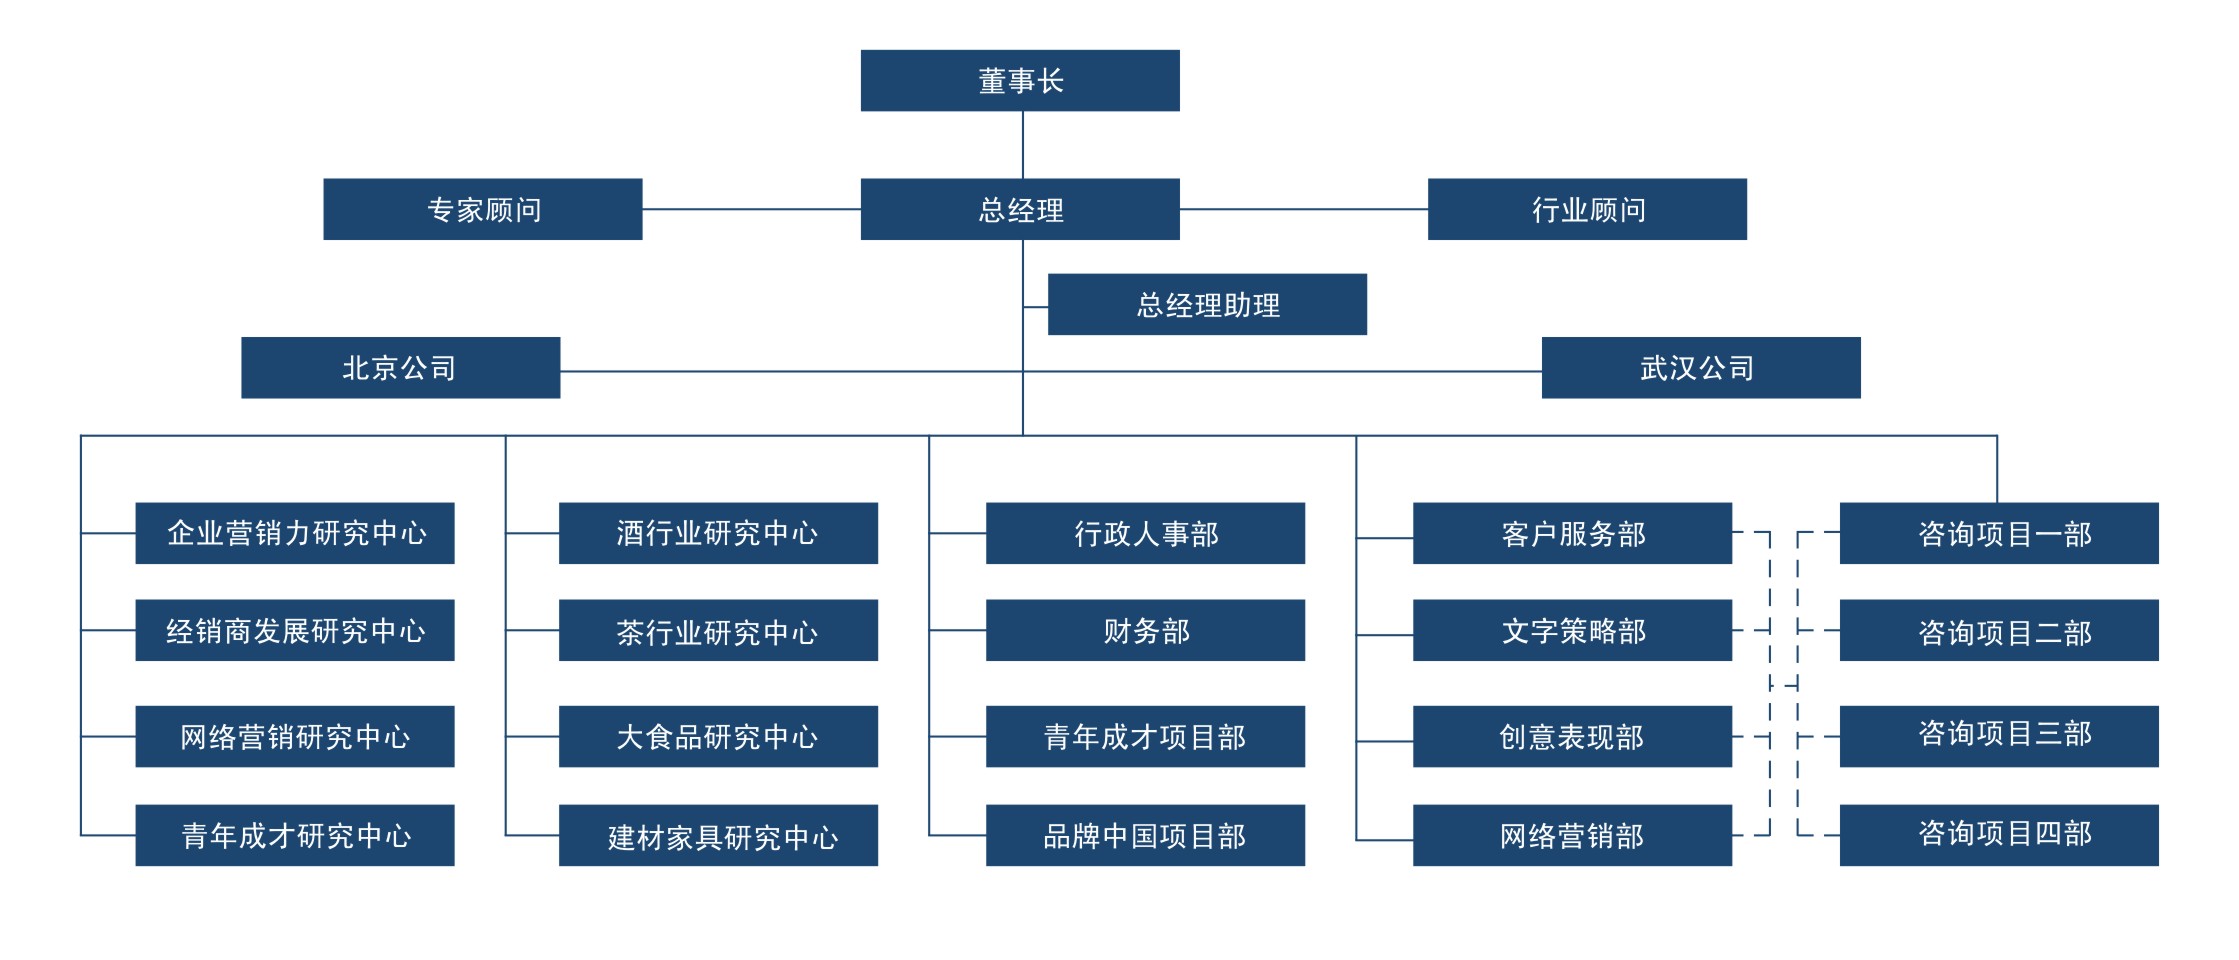 董事长
专家顾问
总经理
行业顾问
总经理助理
北京公司
武汉公司
企业营销力研究中心
酒行业研究中心
行政人事部
客户服务部
咨询项目一部
经销商发展研究中心
茶行业研究中心
财务部
文字策略部
咨询项目二部
网络营销研究中心
大食品研究中心
青年成才项目部
创意表现部
咨询项目三部
青年成才研究中心
建材家具研究中心
品牌中国项目部
网络营销部
咨询项目四部